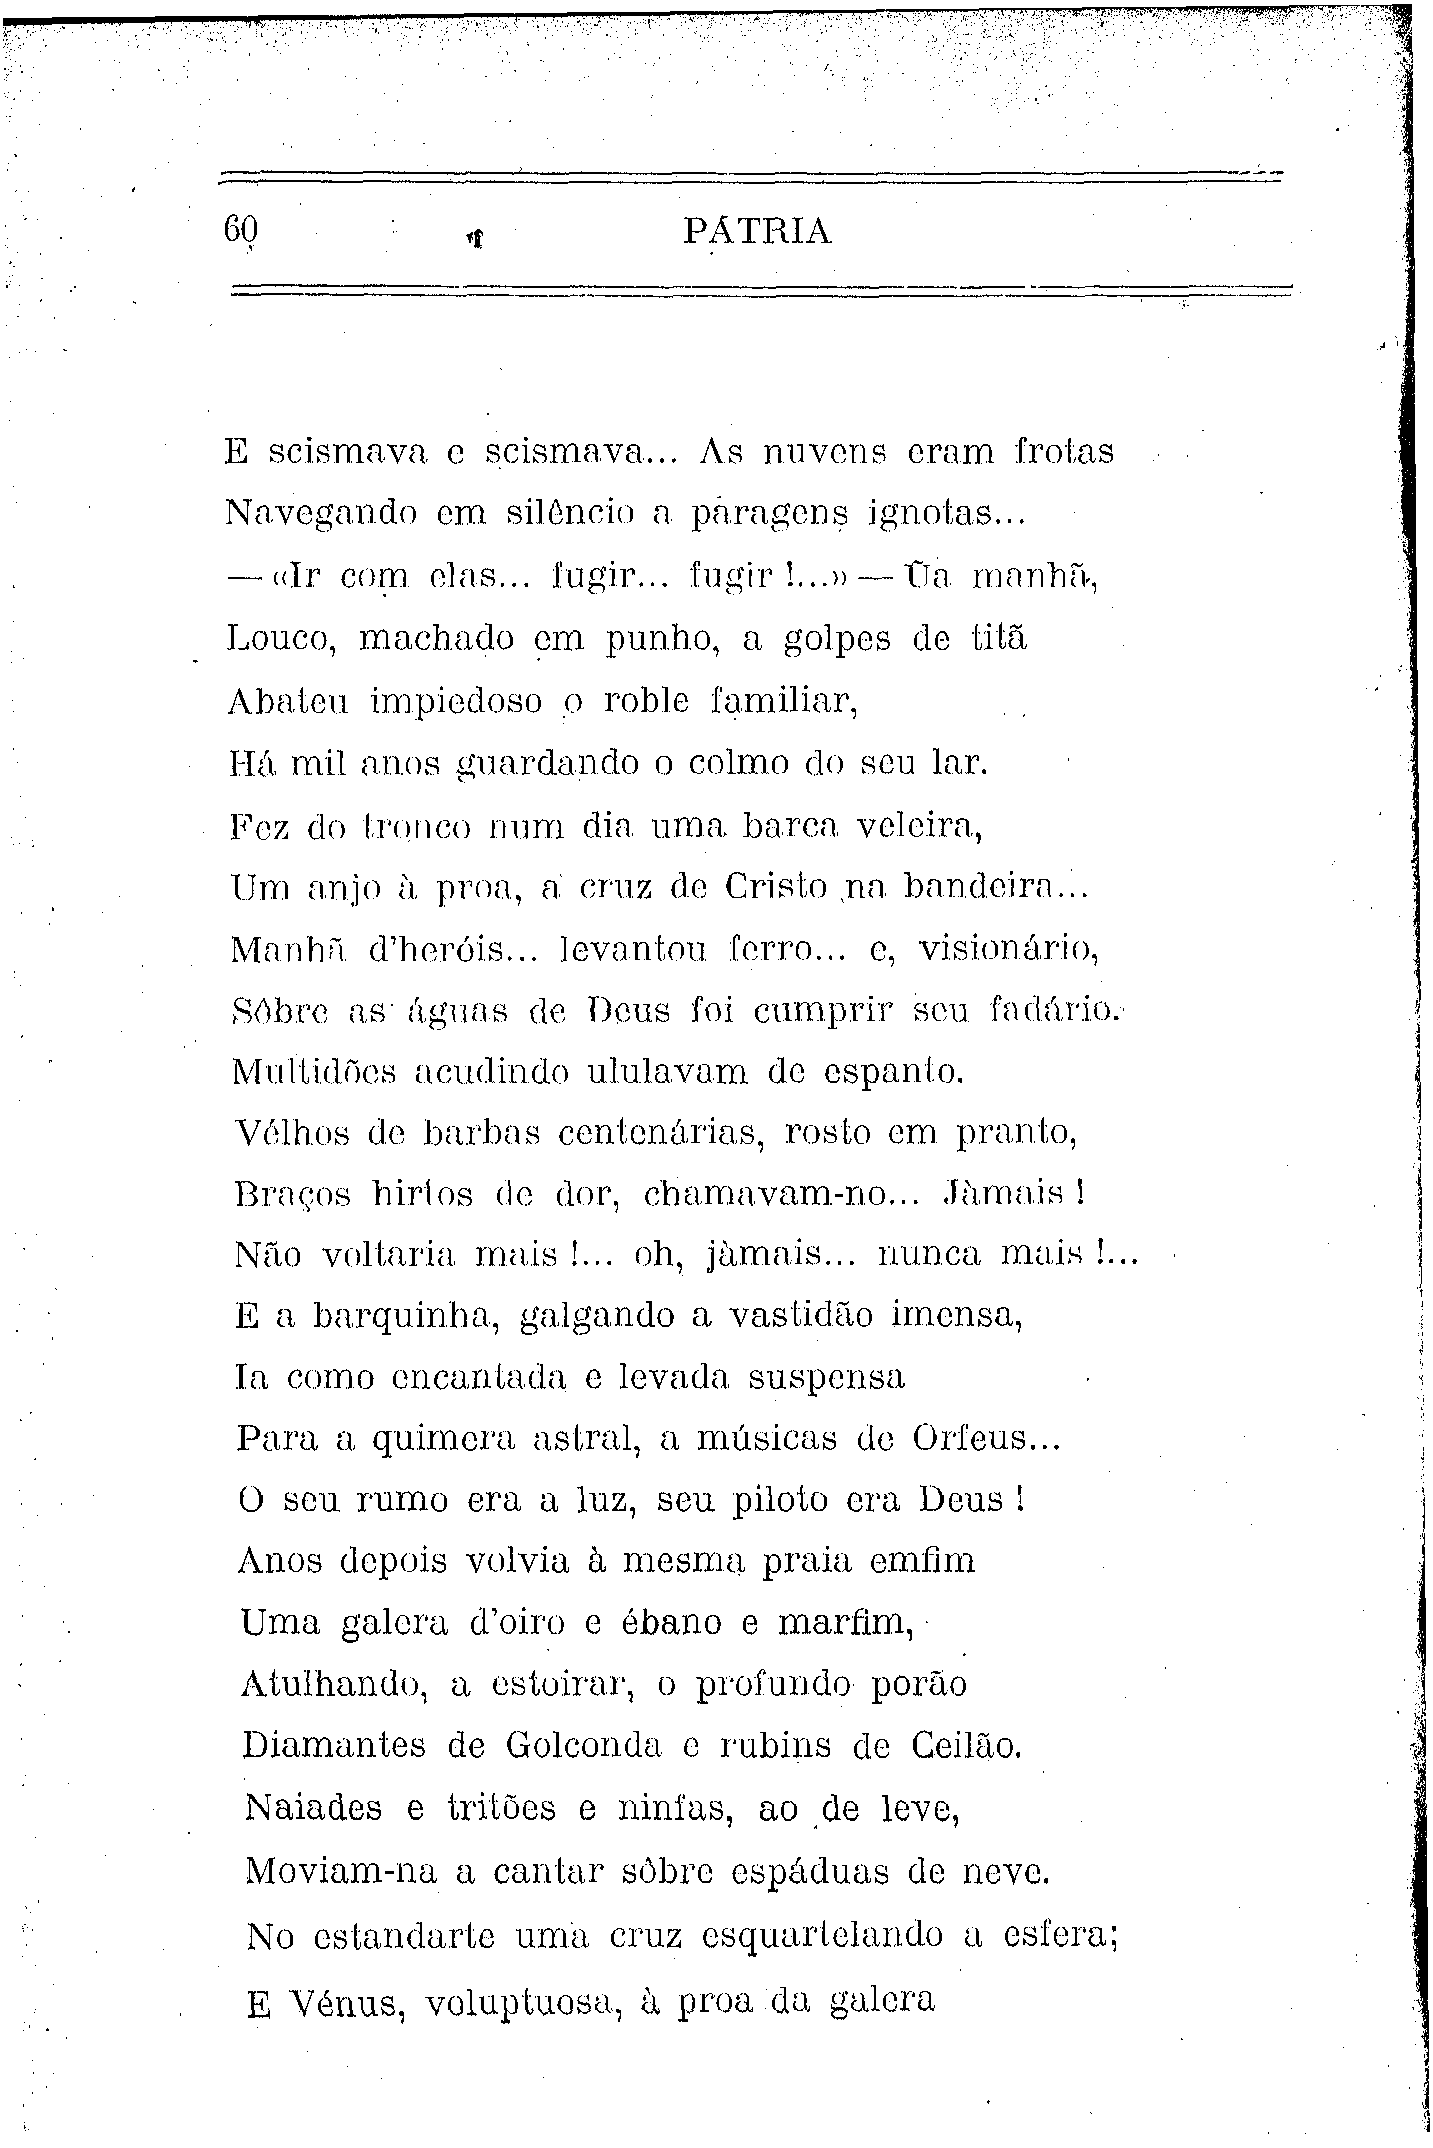 60 PÁTRIA
E scismava e scismava... As nuvens eram frotas
Navegando em silêncio a paragens ignotas...
— «Ir com elas... fugir... fugir !...» — Ũa manhã,
Louco, machado em punho, a golpes de titã
Abateu impiedoso o roble familiar,
Há mil anos guardando o colmo do seu lar.
Fez do tronco num dia uma barca veleira,
Um anjo à proa, a cruz de Cristo na bandeira...
Manhã d'heróis... levantou ferro... e, visionário,
Sôbre as águas de Deus foi cumprir seu fadário.
Multidões acudindo ululavam de espanto.
Vélhos de barbas centenárias, rosto em pranto,
Braços hirtos de dor, chamavam-no... Jàmais !
Não voltaria mais !... oh, jàmais... nunca mais !...
E a barquinha, galgando a vastidão imensa,
Ia como encantada e levada suspensa
Para a quimera astral, a músicas de Orfeus...
O seu rumo era a luz, seu piloto era Deus !
Anos depois volvia à mesma praia emfim
Uma galera d'oiro e ébano e marfim,
Atulhando, a estoirar, o profundo porão
Diamantes de Golconda e rubins de Ceilão.
Naiades e tritões e ninfas, ao de leve,
Moviam-na a cantar sôbre espáduas de neve.
No estandarte uma cruz esquartelando a esfera;
E Vénus, voluptuosa, à proa da galera